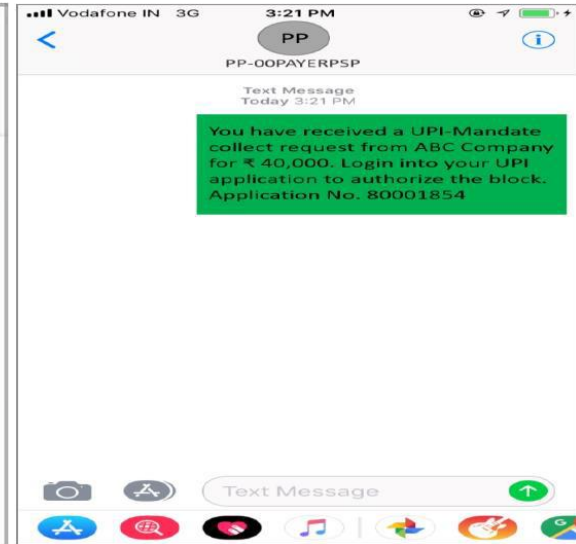 Vodafone IN 3G 3:21 PM
PP
PP-OOPAYERPSP
Text Message
Today 3:21 PM
You have received a UPI-Mandate
collect request from ABC Company
for ₹ 40,000. Login into your UPI
application to authorize the block.
Application No. 80001854
Text Message